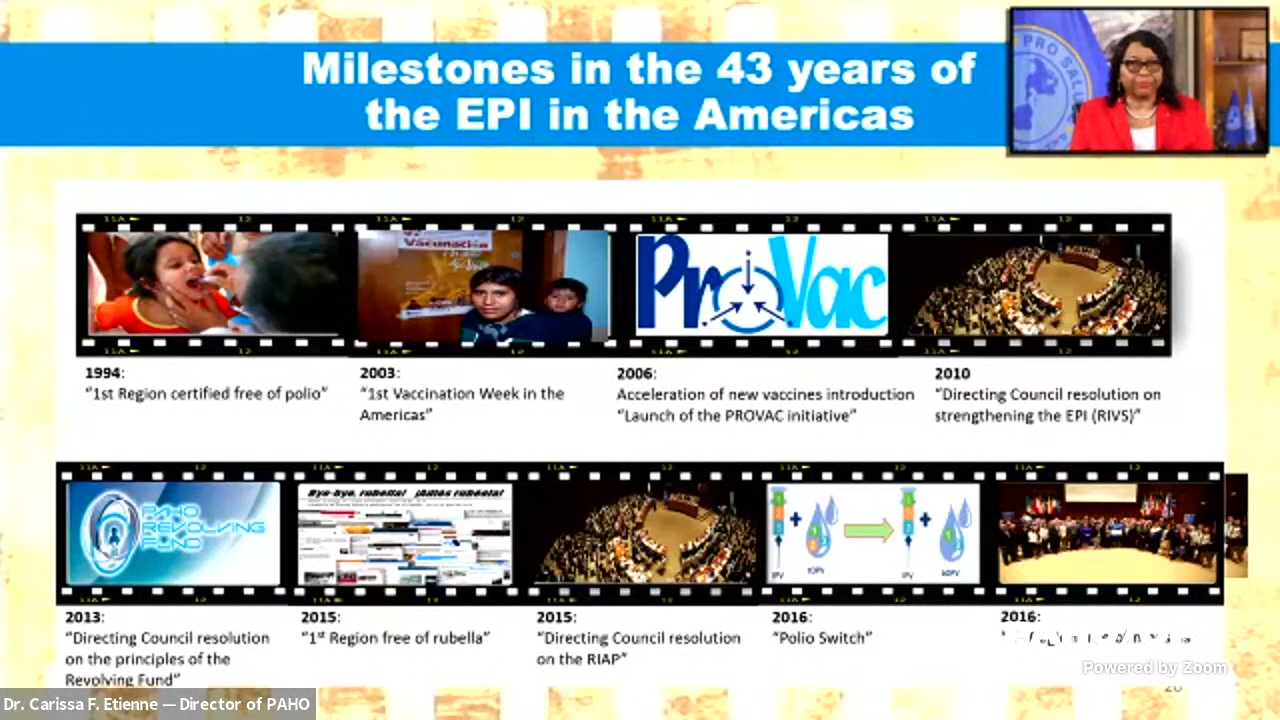 Milestones in the 43 years of
the EPI in the Americas
PRO SALU
Vacunación
ProVac
1994:
“1st Region certified free of polio”
2003:
“1st Vaccination Week in the
Americas”
2006:
Acceleration of new vaccines introduction
“Launch of the PROVAC initiative”
2010
“Directing Council resolution on
strengthening the EPI (RIVS)”
PAHO
REVOLVING
FUND
Bye-bye, rubella! ¡Adiós rubéola!
IPV
tOPV
IPV
bOPV
2013:
“Directing Council resolution
on the principles of the
Revolving Fund”
2015:
“1st Region free of rubella”
2015:
“Directing Council resolution
on the RIAP”
2016:
“Polio Switch”
2016:
Powered by Zoom
Dr. Carissa F. Etienne — Director of PAHO